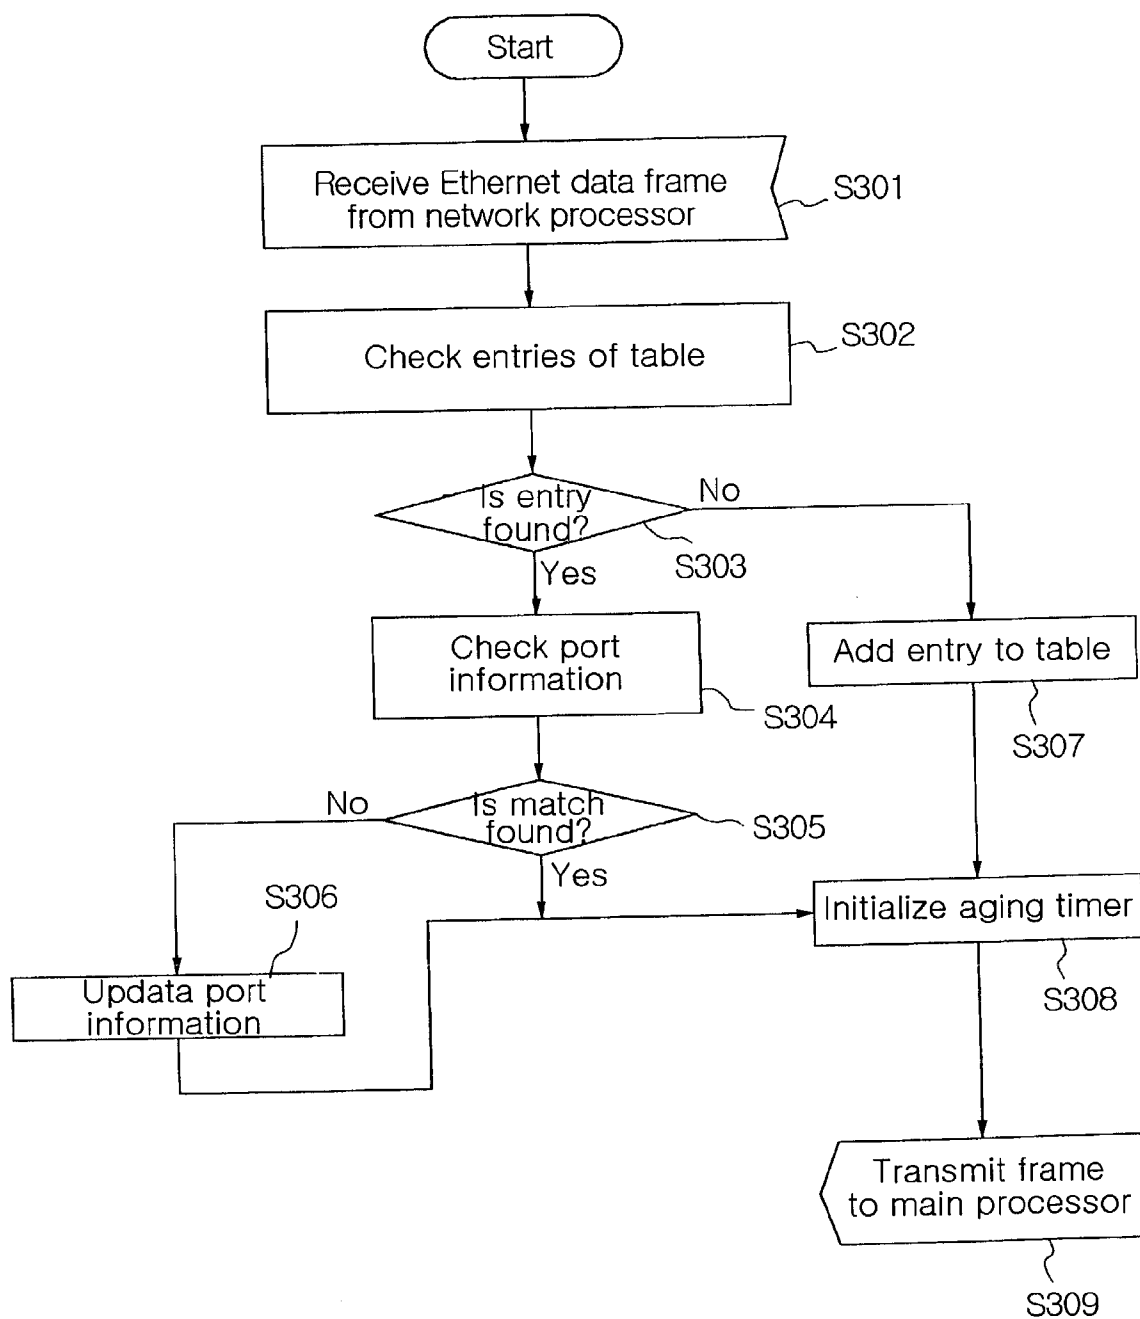 Start
Receive Ethernet data frame
from network processor
S301
Check entries of table
S302
Is entry
found?
No
S303
Yes
Check port
information
S304
Add entry to table
S307
Is match
found?
No
S305
Yes
S306
Updata port
information
Initialize aging timer
S308
Transmit frame
to main processor
S309